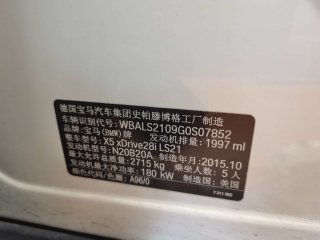 德国宝马汽车集团史帕滕博格工厂制造
车辆识别代号: WBALS2109G0S07852
品牌: 宝马(BMW)牌 发动机排量: 1997 ml
整车型号: X5 xDrive28i LS21
发动机型号: N20B20A 制造年月: 2015.10
最大允许总质量: 2715 kg 乘坐人数: 5 人
发动机最大净功率: 180 kW 制造国: 美国
颜色代码/名称: A96/0